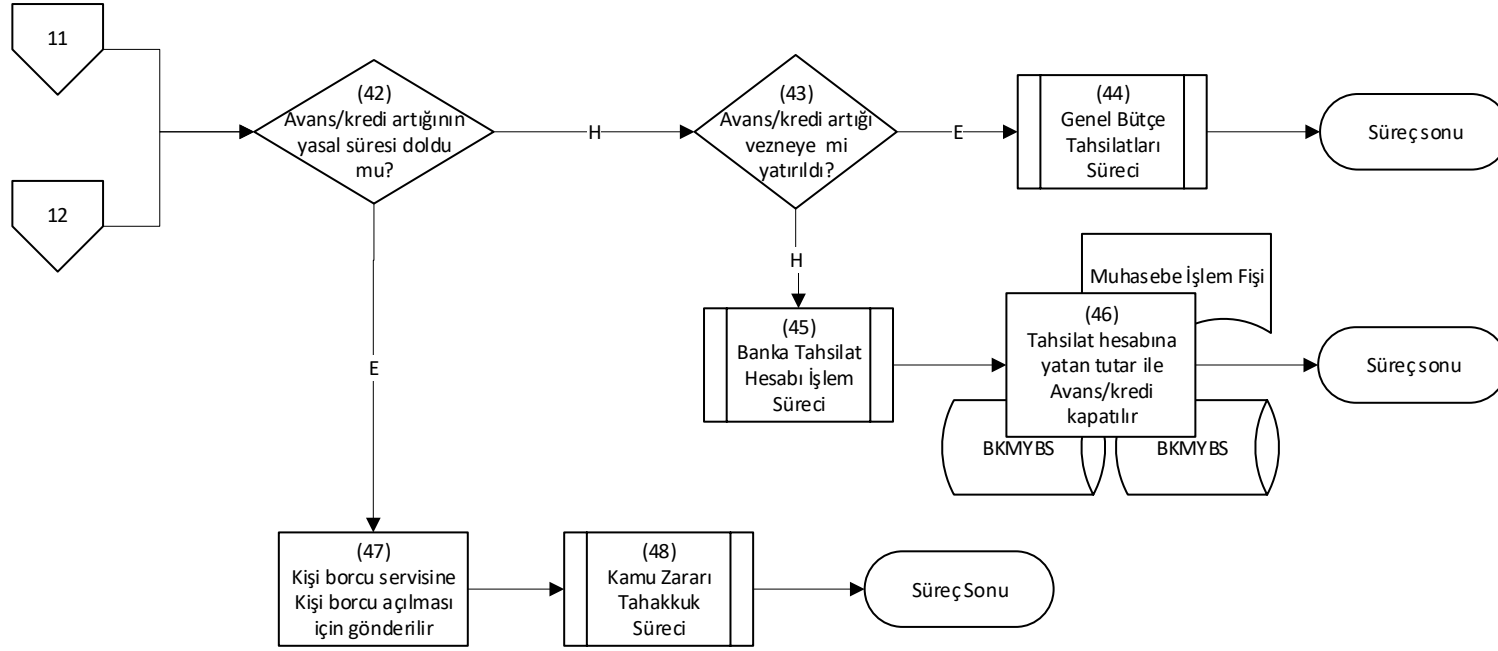 11
12
(42)
Avans/kredi artığının
yasal süresi doldu
mu?
H
(43)
Avans/kredi artığı
vezneye mi
yatırıldı?
E
(44)
Genel Bütçe
Tahsilatları
Süreci
Süreç sonu
E
H
(45)
Banka Tahsilat
Hesabı İşlem
Süreci
Muhasebe İşlem Fişi
(46)
Tahsilat hesabına
yatan tutar ile
Avans/kredi
kapatılır
BKMYBS
BKMYBS
Süreç sonu
(47)
Kişi borcu servisine
Kişi borcu açılması
için gönderilir
(48)
Kamu Zararı
Tahakkuk
Süreci
Süreç Sonu